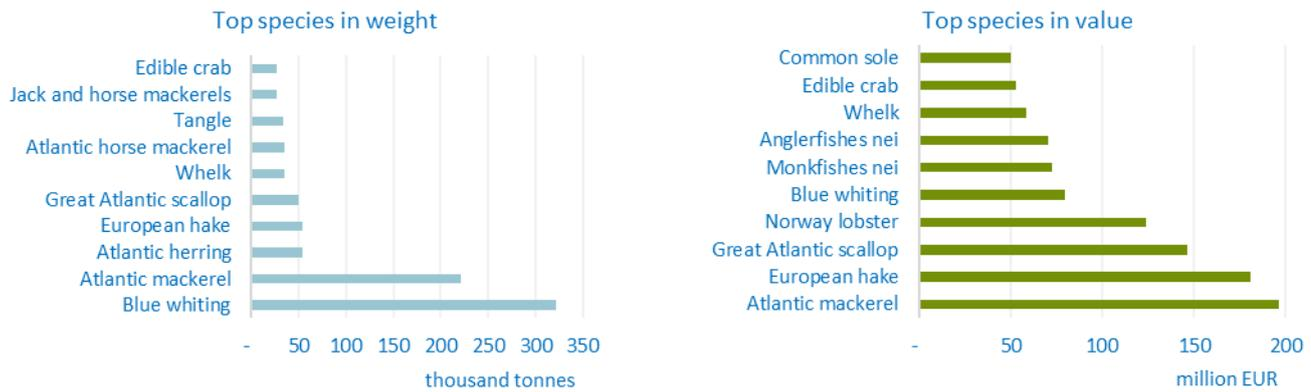 Top species in weight
Edible crab
Jack and horse mackerels
Tangle
Atlantic horse mackerel
Whelk
Great Atlantic scallop
European hake
Atlantic herring
Atlantic mackerel
Blue whiting
- 50 100 150 200 250 300 350
thousand tonnes
Top species in value
Common sole
Edible crab
Whelk
Anglerfishes nei
Monkfishes nei
Blue whiting
Norway lobster
Great Atlantic scallop
European hake
Atlantic mackerel
- 50 100 150 200
million EUR